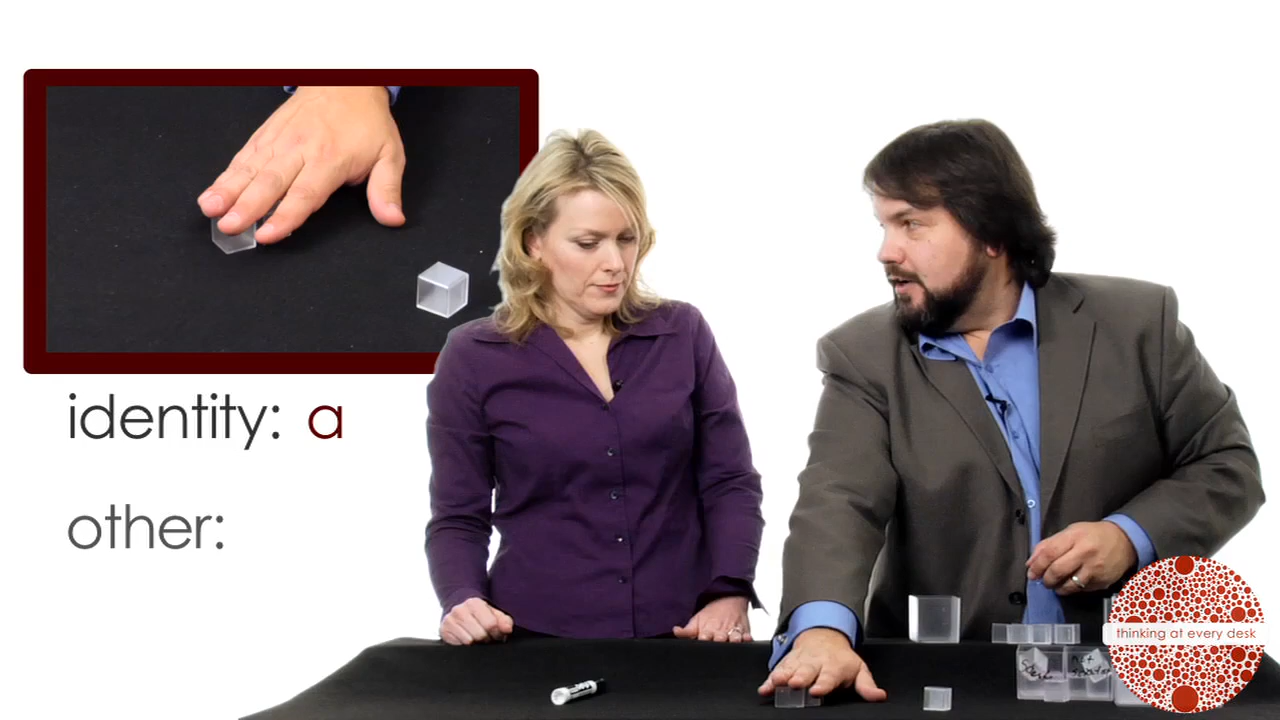 identity: a
other:
thinking at every desk